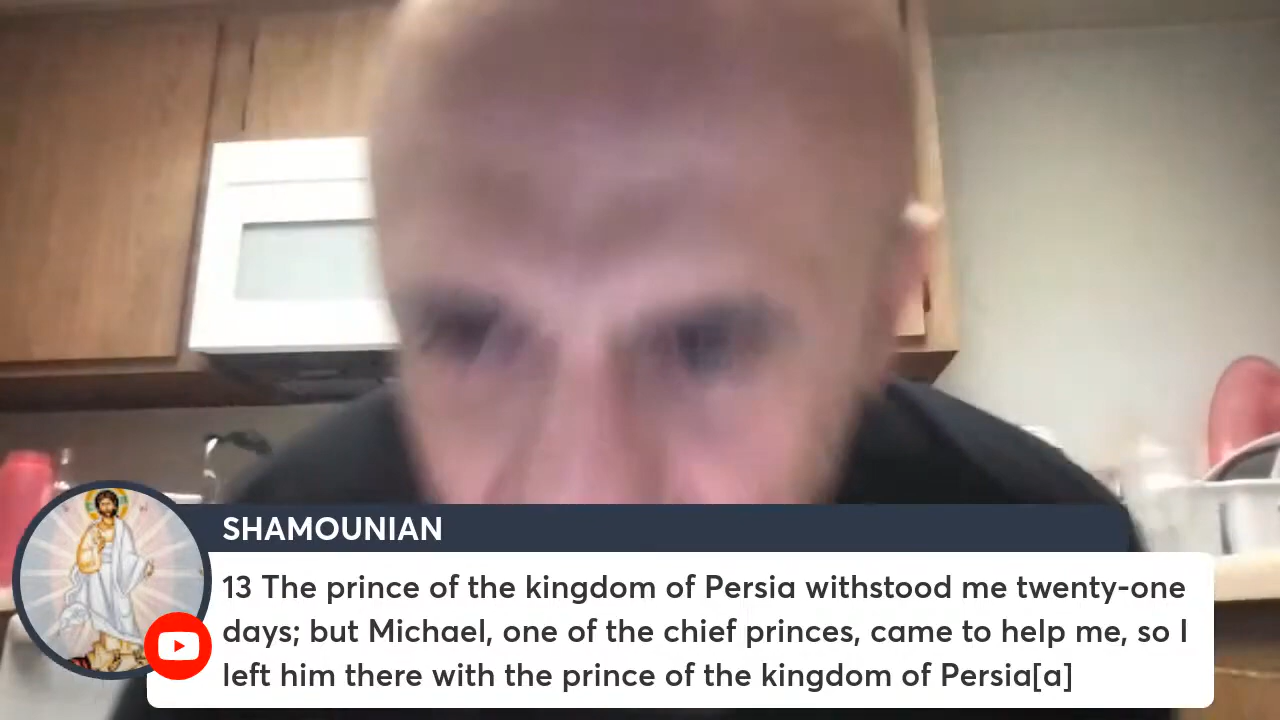 SHAMOUNIAN
13 The prince of the kingdom of Persia withstood me twenty-one
days; but Michael, one of the chief princes, came to help me, so I
left him there with the prince of the kingdom of Persia[a]